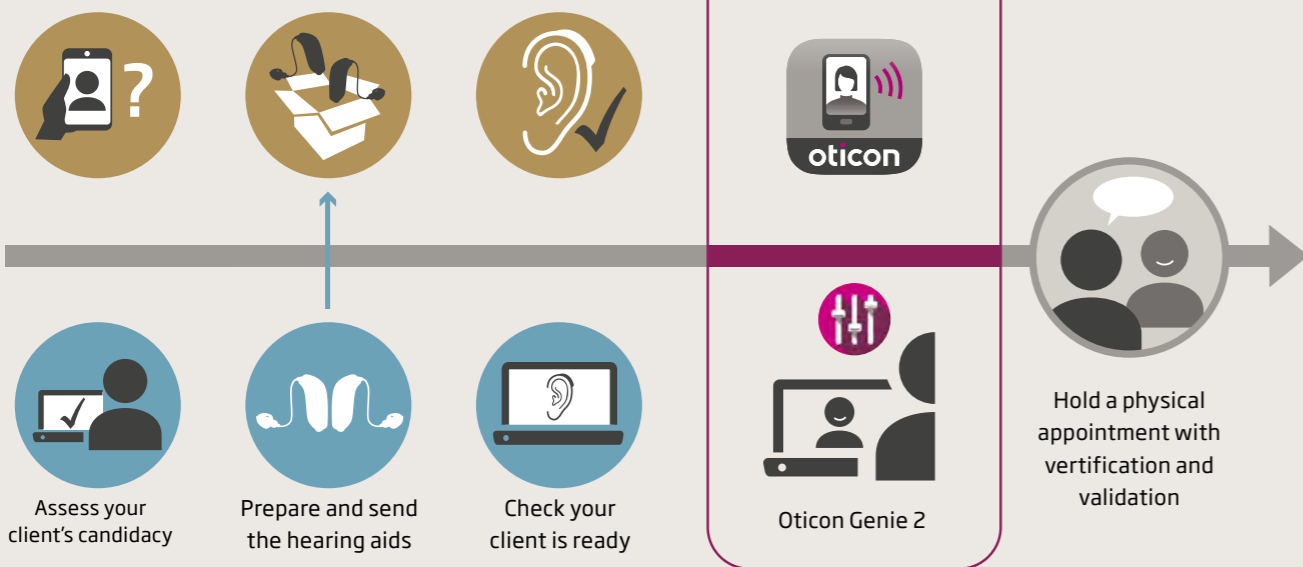 ?
oticon
Assess your
client's candidacy
Prepare and send
the hearing aids
Check your
client is ready
Oticon Genie 2
Hold a physical
appointment with
vertification and
validation